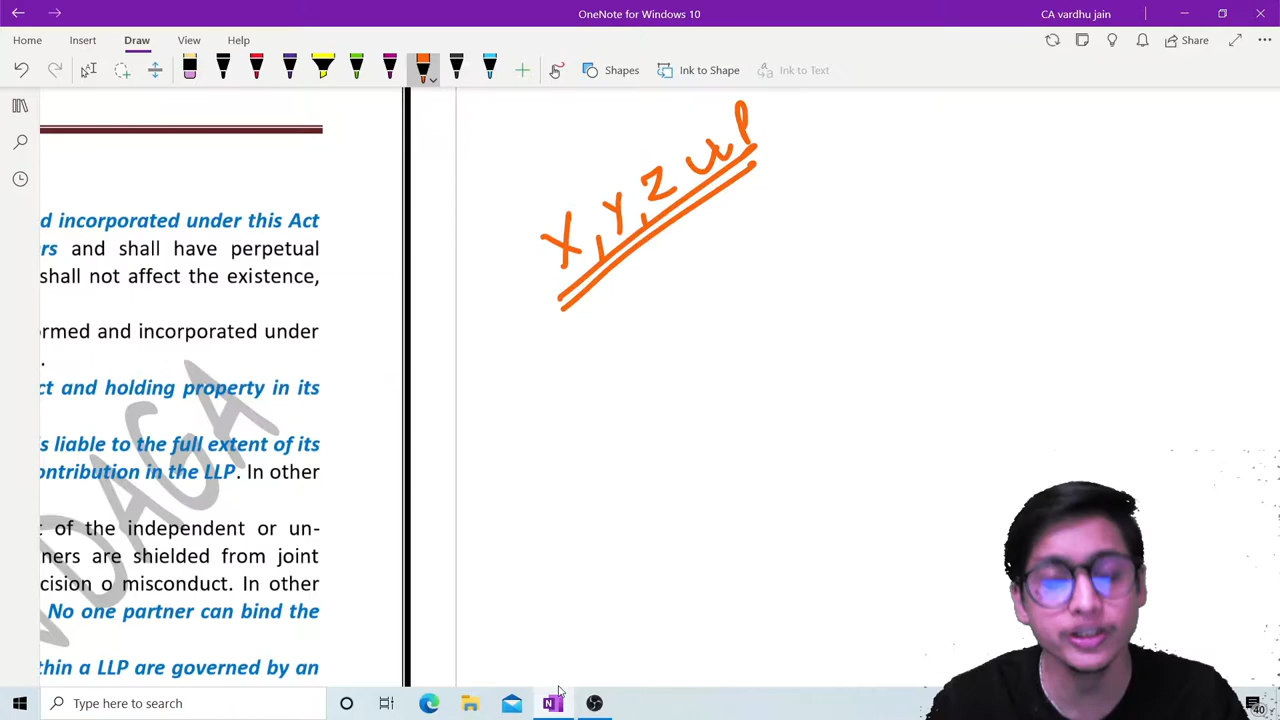 OneNote for Windows 10
CA vardhu jain
Home Insert Draw View Help
Share
Shapes
Ink to Shape
Ink to Text
d incorporated under this Act
ers and shall have perpetual
shall not affect the existence,
ormed and incorporated under
.
ct and holding property in its
s liable to the full extent of its
ontribution in the LLP. In other
t of the independent or un-
ners are shielded from joint
cision o misconduct. In other
No one partner can bind the
thin a LLP are governed by an
DAGA
X, Y, Z LLP
Type here to search
40